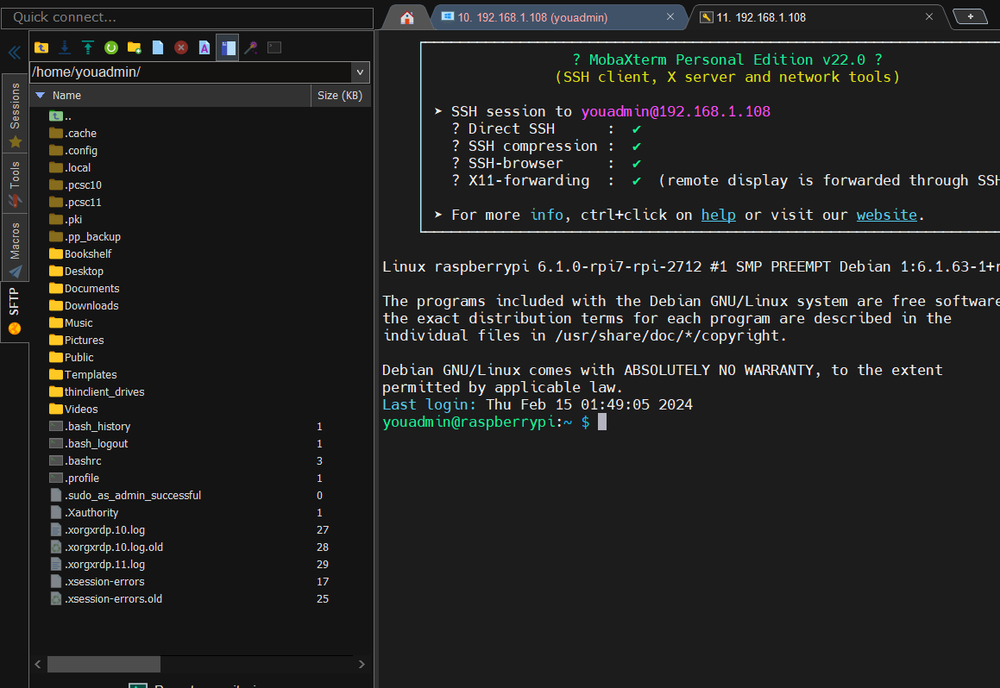 Quick connect...
10. 192.168.1.108 (youadmin)
11. 192.168.1.108
/home/youadmin/
Name
Size (KB)
Sessions
Tools
Macros
SFTP
..
.cache
.config
.local
.pcsc10
.pcsc11
.pki
.pp_backup
Bookshelf
Desktop
Documents
Downloads
Music
Pictures
Public
Templates
thinclient_drives
Videos
.bash_history 1
.bash_logout 1
.bashrc 3
.profile 1
.sudo_as_admin_successful 0
.Xauthority 1
.xorgxrdp.10.log 27
.xorgxrdp.10.log.old 28
.xorgxrdp.11.log 29
.xsession-errors 17
.xsession-errors.old 25
? MobaXterm Personal Edition v22.0 ?
(SSH client, X server and network tools)
➤ SSH session to youadmin@192.168.1.108
? Direct SSH : ✔
? SSH compression : ✔
? SSH-browser : ✔
? X11-forwarding : ✔ (remote display is forwarded through SSH
➤ For more info, ctrl+click on help or visit our website.
Linux raspberrypi 6.1.0-rpi7-rpi-2712 #1 SMP PREEMPT Debian 1:6.1.63-1+r
The programs included with the Debian GNU/Linux system are free software
the exact distribution terms for each program are described in the
individual files in /usr/share/doc/*/copyright.
Debian GNU/Linux comes with ABSOLUTELY NO WARRANTY, to the extent
permitted by applicable law.
Last login: Thu Feb 15 01:49:05 2024
youadmin@raspberrypi:~ $